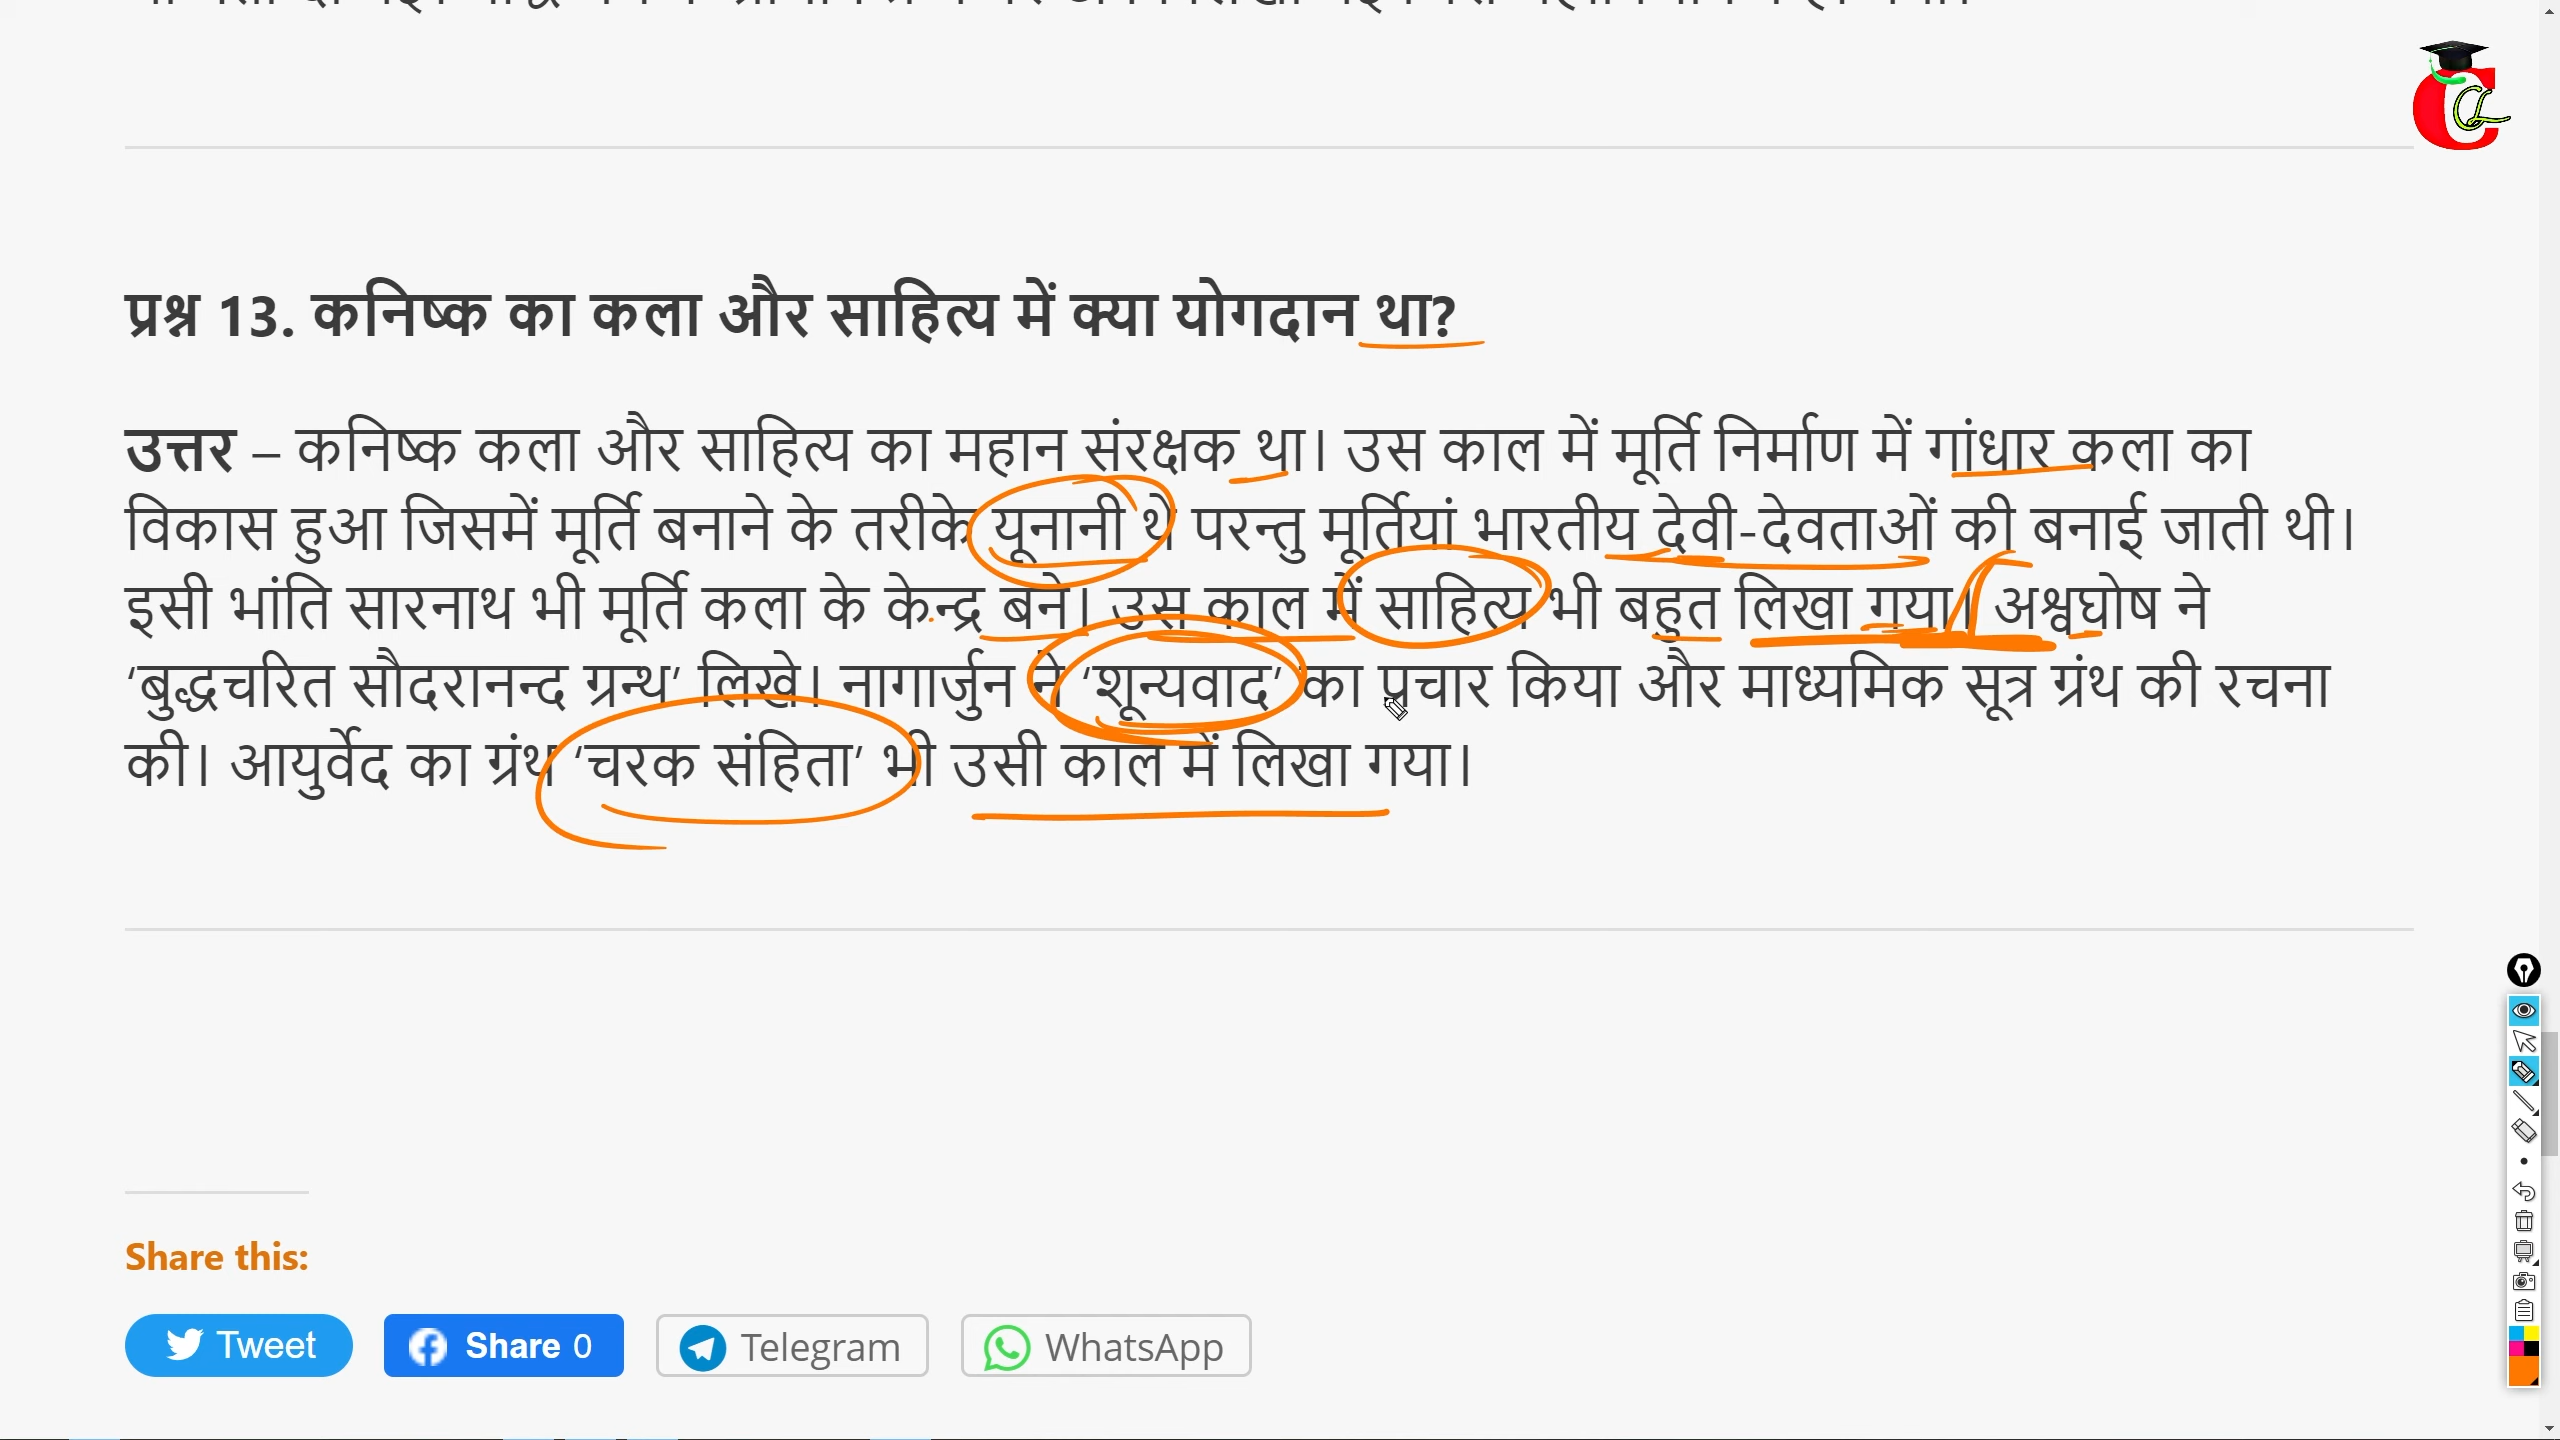 प्रश्न 13. कनिष्क का कला और साहित्य में क्या योगदान था?
उत्तर – कनिष्क कला और साहित्य का महान संरक्षक था। उस काल में मूर्ति निर्माण में गांधार कला का
विकास हुआ जिसमें मूर्ति बनाने के तरीके यूनानी थे परन्तु मूर्तियां भारतीय देवी-देवताओं की बनाई जाती थी।
इसी भांति सारनाथ भी मूर्ति कला के केन्द्र बने। उस काल में साहित्य भी बहुत लिखा गया। अश्वघोष ने
‘बुद्धचरित सौदरानन्द ग्रन्थ’ लिखे। नागार्जुन ने ‘शून्यवाद’ का प्रचार किया और माध्यमिक सूत्र ग्रंथ की रचना
की। आयुर्वेद का ग्रंथ ‘चरक संहिता’ भी उसी काल में लिखा गया।
Share this:
Tweet Share 0 Telegram WhatsApp